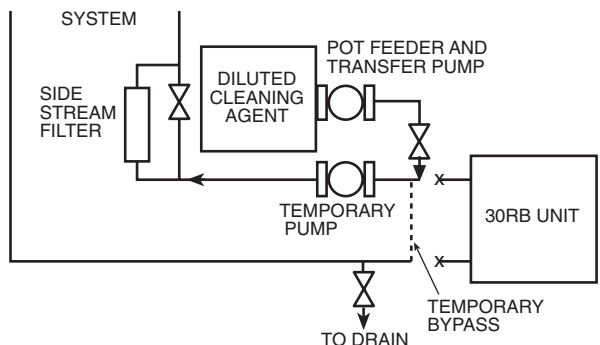 SYSTEM
POT FEEDER AND
TRANSFER PUMP
DILUTED
CLEANING
AGENT
SIDE
STREAM
FILTER
x
30RB UNIT
TEMPORARY
PUMP
x
TEMPORARY
BYPASS
TO DRAIN